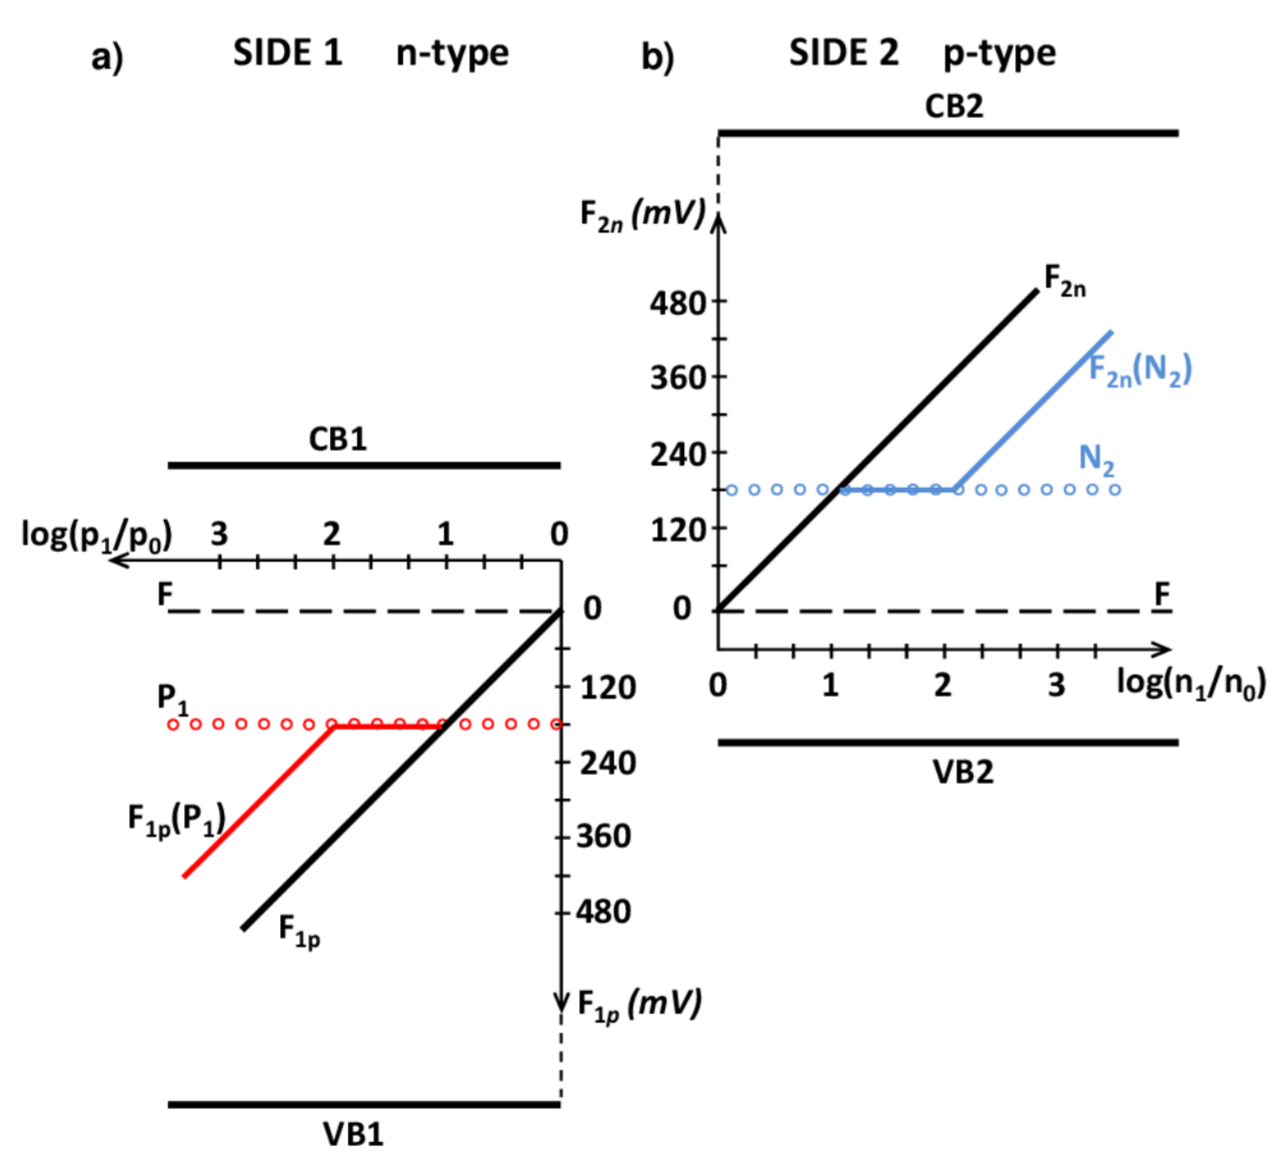 a) SIDE 1 n-type
CB1
log(p1/p0) 3 2 1 0
F
0
P1
120
240
F1p(P1)
360
480
F1p
F1p (mV)
VB1
b) SIDE 2 p-type
CB2
F2n (mV)
F2n
480
360
F2n(N2)
240
N2
120
0
F
0 1 2 3 log(n1/n0)
VB2